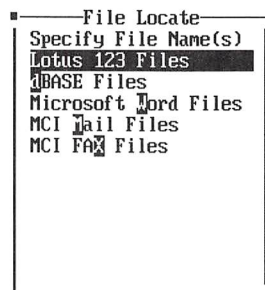 File Locate
Specify File Name(s)
Lotus 123 Files
dBASE Files
Microsoft Word Files
MCI Mail Files
MCI FAX Files